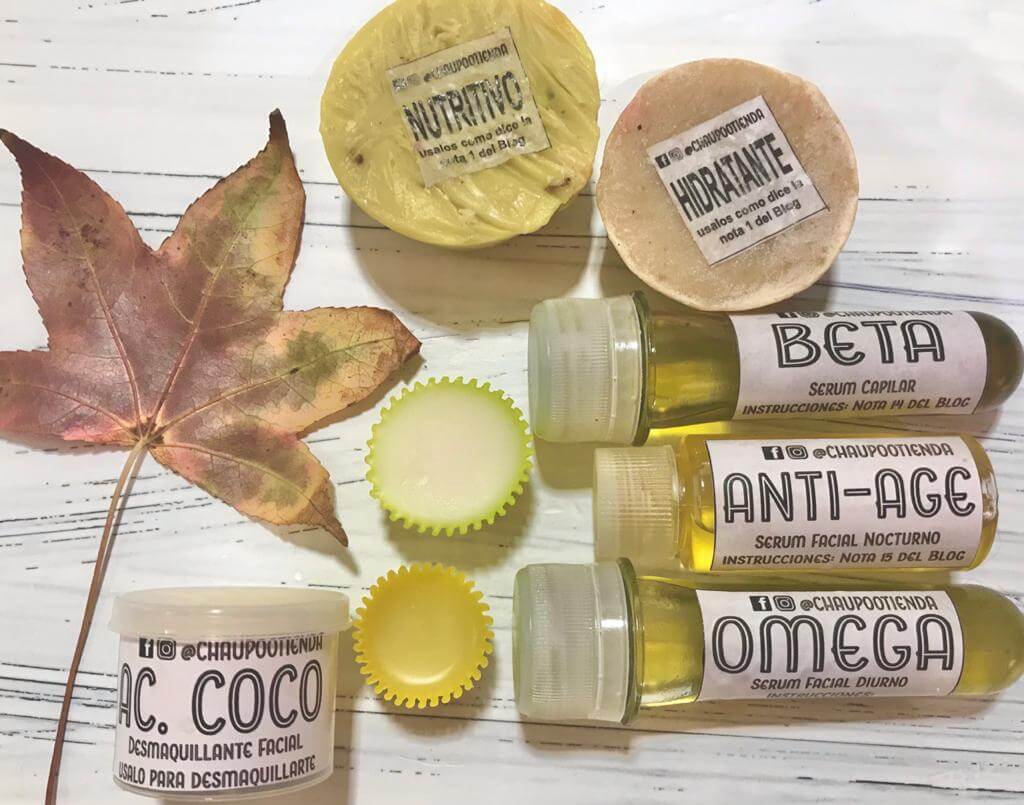 @CHAUPOOTIENDA
NUTRITIVO
usalos como dice la
nota 1 del Blog
@CHAUPOOTIENDA
HIDRATANTE
usalos como dice la
nota 1 del Blog
@CHAUPOOTIENDA
BETA
SERUM CAPILAR
INSTRUCCIONES: NOTA 14 DEL BLOG
@CHAUPOOTIENDA
ANTI-AGE
SERUM FACIAL NOCTURNO
INSTRUCCIONES: NOTA 15 DEL BLOG
@CHAUPOOTIENDA
OMEGA
SERUM FACIAL DIURNO
INSTRUCCIONES:
@CHAUPOOTIENDA
AC. COCO
DESMAQUILLANTE FACIAL
USALO PARA DESMAQUILLARTE